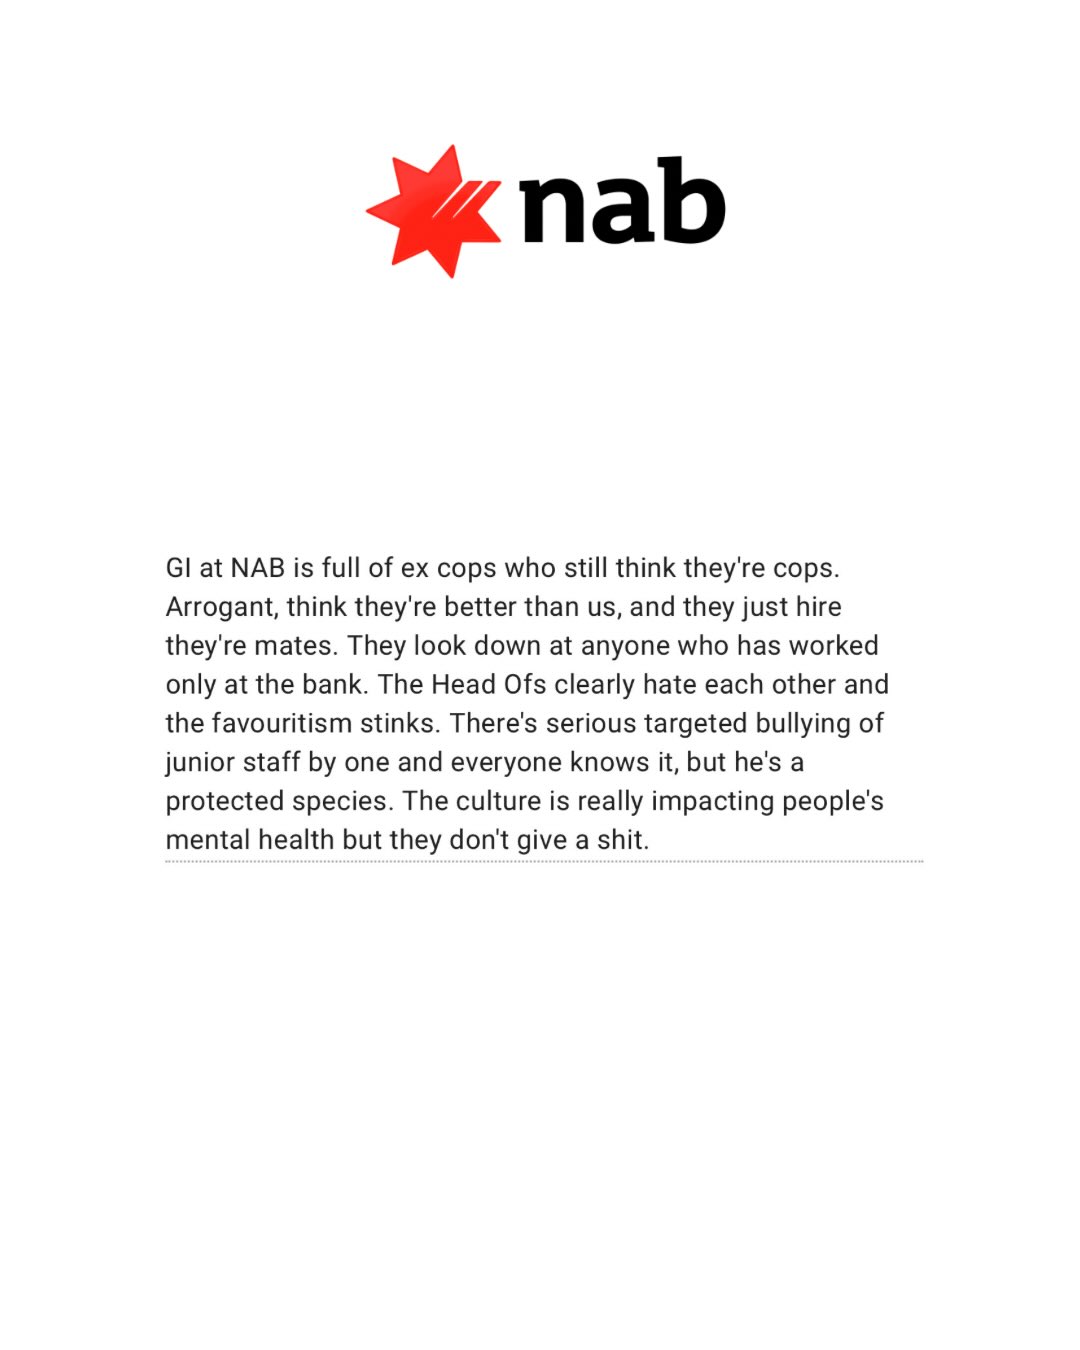 nab
GI at NAB is full of ex cops who still think they're cops.
Arrogant, think they're better than us, and they just hire
they're mates. They look down at anyone who has worked
only at the bank. The Head Ofs clearly hate each other and
the favouritism stinks. There's serious targeted bullying of
junior staff by one and everyone knows it, but he's a
protected species. The culture is really impacting people's
mental health but they don't give a shit.